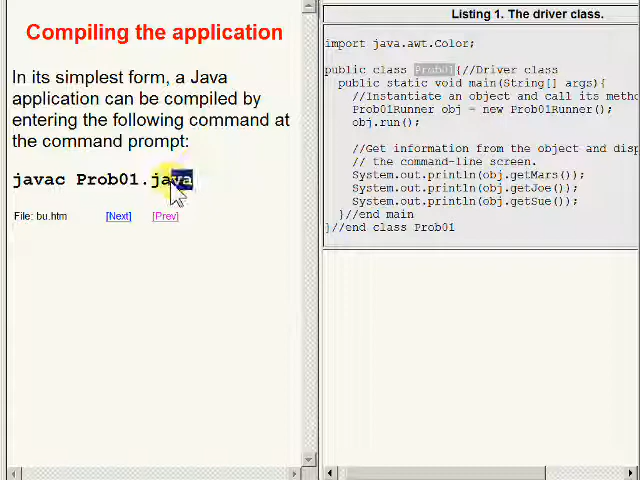 Compiling the application
In its simplest form, a Java
application can be compiled by
entering the following command at
the command prompt:
javac Prob01.java
File: bu.htm [Next] [Prev]
Listing 1. The driver class.
import java.awt.Color;
public class Prob01{//Driver class
public static void main(String[] args){
//Instantiate an object and call its
Prob01Runner obj = new Prob01Runner();
obj.run();
//Get information from the object and
// the command-line screen.
System.out.println(obj.getMars());
System.out.println(obj.getJoe());
System.out.println(obj.getSue());
}//end main
}//end class Prob01